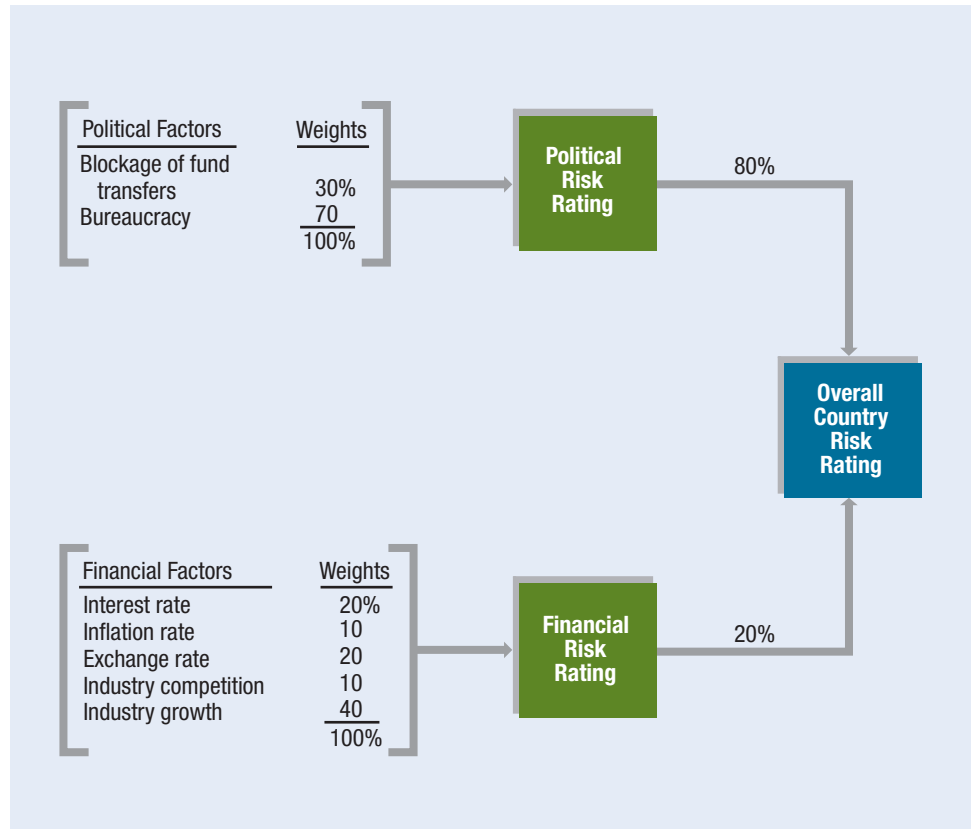 Political Factors Weights
Blockage of fund
transfers 30%
Bureaucracy 70
100%
Political
Risk
Rating
80%
Overall
Country
Risk
Rating
Financial Factors Weights
Interest rate 20%
Inflation rate 10
Exchange rate 20
Industry competition 10
Industry growth 40
100%
Financial
Risk
Rating
20%